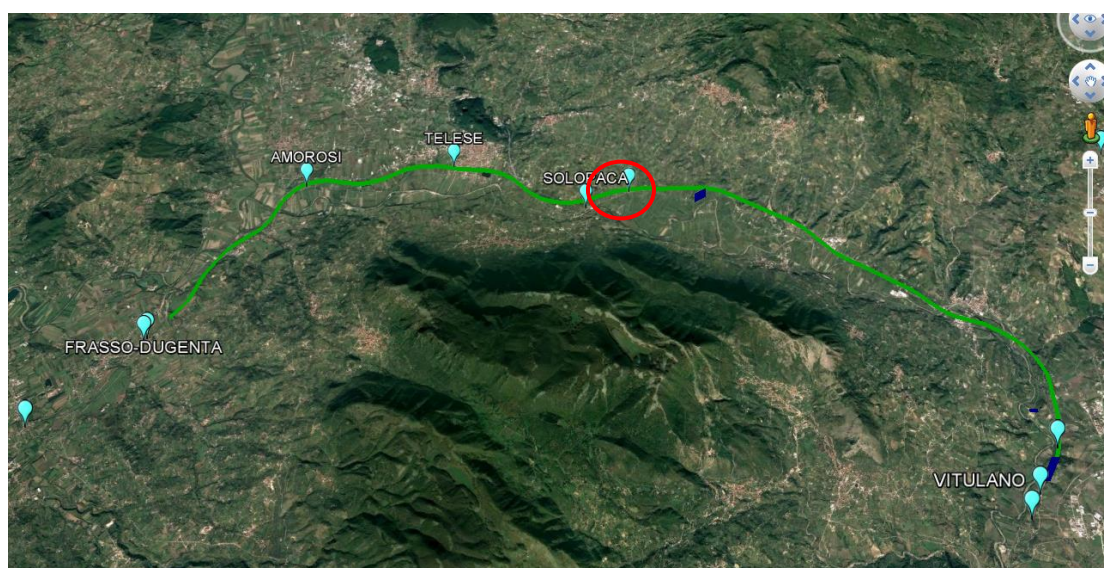 TELESE
AMOROSI
SOLOPACA
FRASSO-DUGENTA
VITULANO